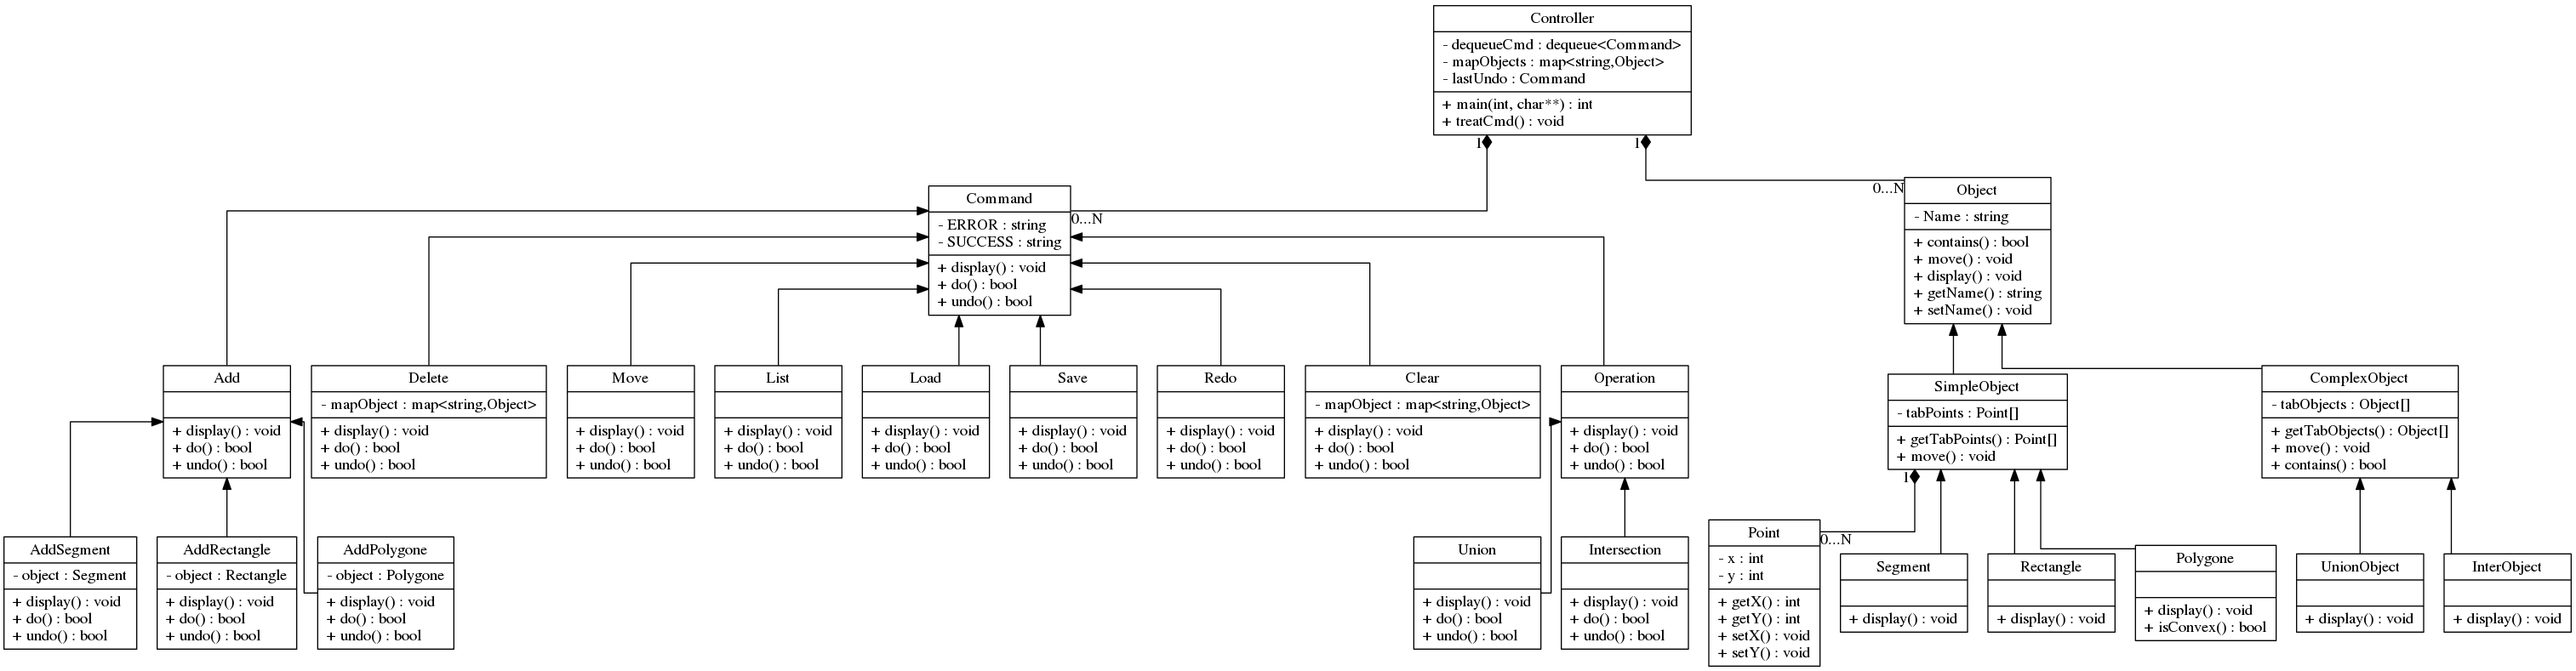 Controller
- dequeueCmd : dequeue<Command>
- mapObjects : map<string,Object>
- lastUndo : Command
+ main(int, char**) : int
+ treatCmd() : void
1
1
0...N
0...N
Command
- ERROR : string
- SUCCESS : string
+ display() : void
+ do() : bool
+ undo() : bool
Object
- Name : string
+ contains() : bool
+ move() : void
+ display() : void
+ getName() : string
+ setName() : void
Add
+ display() : void
+ do() : bool
+ undo() : bool
Delete
- mapObject : map<string,Object>
+ display() : void
+ do() : bool
+ undo() : bool
Move
+ display() : void
+ do() : bool
+ undo() : bool
List
+ display() : void
+ do() : bool
+ undo() : bool
Load
+ display() : void
+ do() : bool
+ undo() : bool
Save
+ display() : void
+ do() : bool
+ undo() : bool
Redo
+ display() : void
+ do() : bool
+ undo() : bool
Clear
- mapObject : map<string,Object>
+ display() : void
+ do() : bool
+ undo() : bool
Operation
+ display() : void
+ do() : bool
+ undo() : bool
SimpleObject
- tabPoints : Point[]
+ getTabPoints() : Point[]
+ move() : void
1
0...N
ComplexObject
- tabObjects : Object[]
+ getTabObjects() : Object[]
+ move() : void
+ contains() : bool
AddSegment
- object : Segment
+ display() : void
+ do() : bool
+ undo() : bool
AddRectangle
- object : Rectangle
+ display() : void
+ do() : bool
+ undo() : bool
AddPolygone
- object : Polygone
+ display() : void
+ do() : bool
+ undo() : bool
Union
+ display() : void
+ do() : bool
+ undo() : bool
Intersection
+ display() : void
+ do() : bool
+ undo() : bool
Point
- x : int
- y : int
+ getX() : int
+ getY() : int
+ setX() : void
+ setY() : void
Segment
+ display() : void
Rectangle
+ display() : void
Polygone
+ display() : void
+ isConvex() : bool
UnionObject
+ display() : void
InterObject
+ display() : void